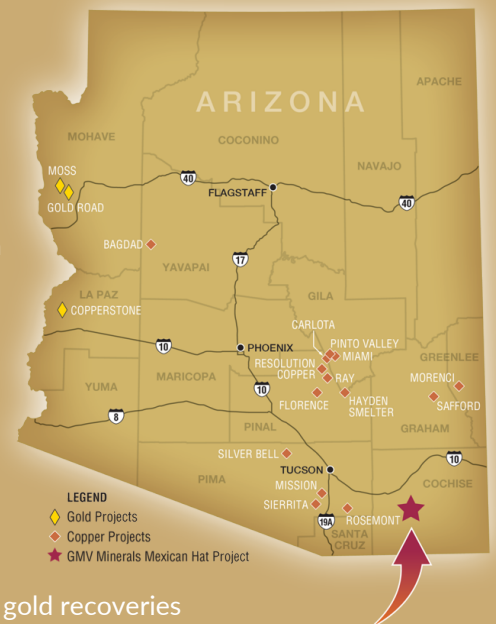 ARIZONA
APACHE
MOHAVE
COCONINO
NAVAJO
MOSS
40
FLAGSTAFF
40
GOLD ROAD
BAGDAD
17
YAVAPAI
LA PAZ
GILA
COPPERSTONE
CARLOTA
PINTO VALLEY
10
PHOENIX
MIAMI
RESOLUTION
COPPER
GREENLEE
YUMA
MARICOPA
10
RAY
MORENCI
8
FLORENCE
HAYDEN
SMELTER
SAFFORD
PINAL
GRAHAM
SILVER BELL
10
TUCSON
PIMA
MISSION
COCHISE
SIERRITA
ROSEMONT
19A
SANTA
CRUZ
LEGEND
Gold Projects
Copper Projects
GMV Minerals Mexican Hat Project
gold recoveries